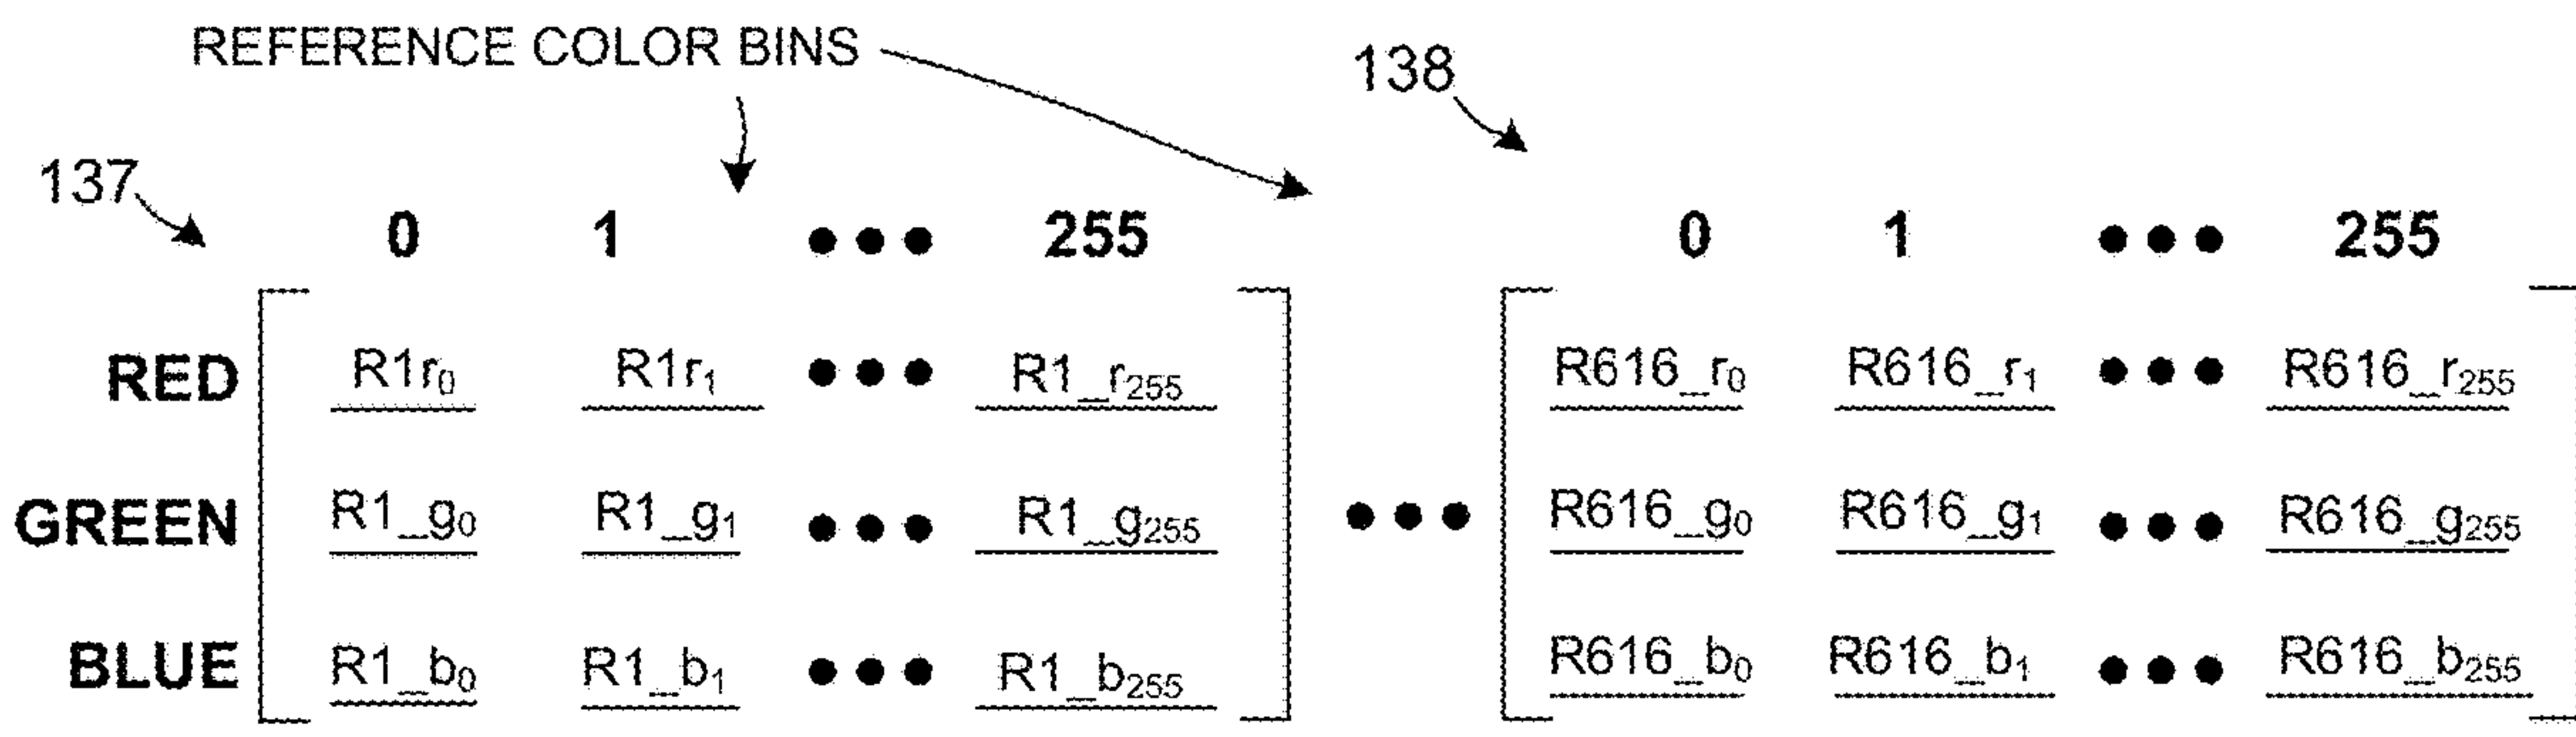 REFERENCE COLOR BINS
138
137
0 1 ●●● 255 0 1 ●●● 255
RED R1r₀ R1r₁ ●●● R1_r₂₅₅ R616_r₀ R616_r₁ ●●● R616_r₂₅₅
GREEN R1_g₀ R1_g₁ ●●● R1_g₂₅₅ ●●● R616_g₀ R616_g₁ ●●● R616_g₂₅₅
BLUE R1_b₀ R1_b₁ ●●● R1_b₂₅₅ R616_b₀ R616_b₁ ●●● R616_b₂₅₅